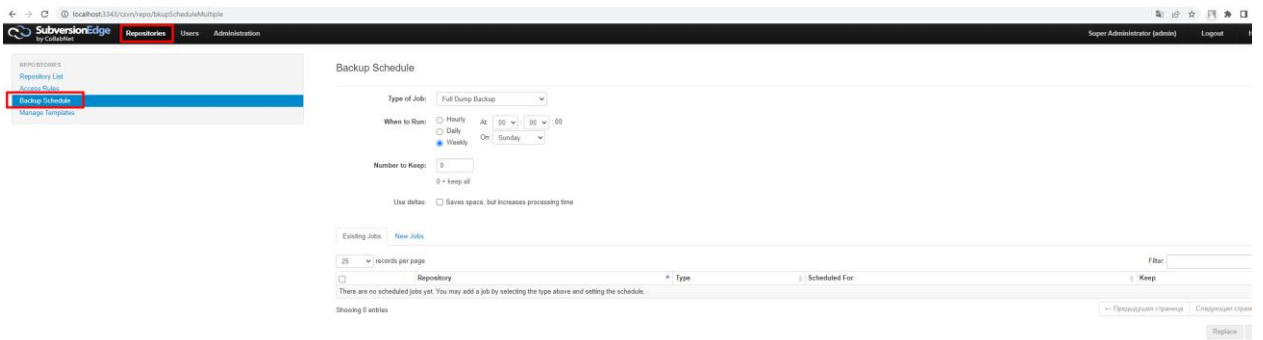 localhost:3343/csvn/repo/bkupScheduleMultiple
SubversionEdge Repositories Users Administration Super Administrator (admin) Logout
by CollabNet
REPOSITORIES
Repository List
Access Rules
Backup Schedule
Manage Templates
Backup Schedule
Type of Job: Full Dump Backup
When to Run: Hourly At: 00 : 00 : 00
Daily On: Sunday
Weekly
Number to Keep: 0
0 = keep all
Use deltas: Saves space, but increases processing time
Existing Jobs New Jobs
25 records per page Filter:
Repository Type Scheduled For Keep
There are no scheduled jobs yet. You may add a job by selecting the type above and setting the schedule.
Showing 0 entries ← Предыдущая страница Следующая стран
Replace